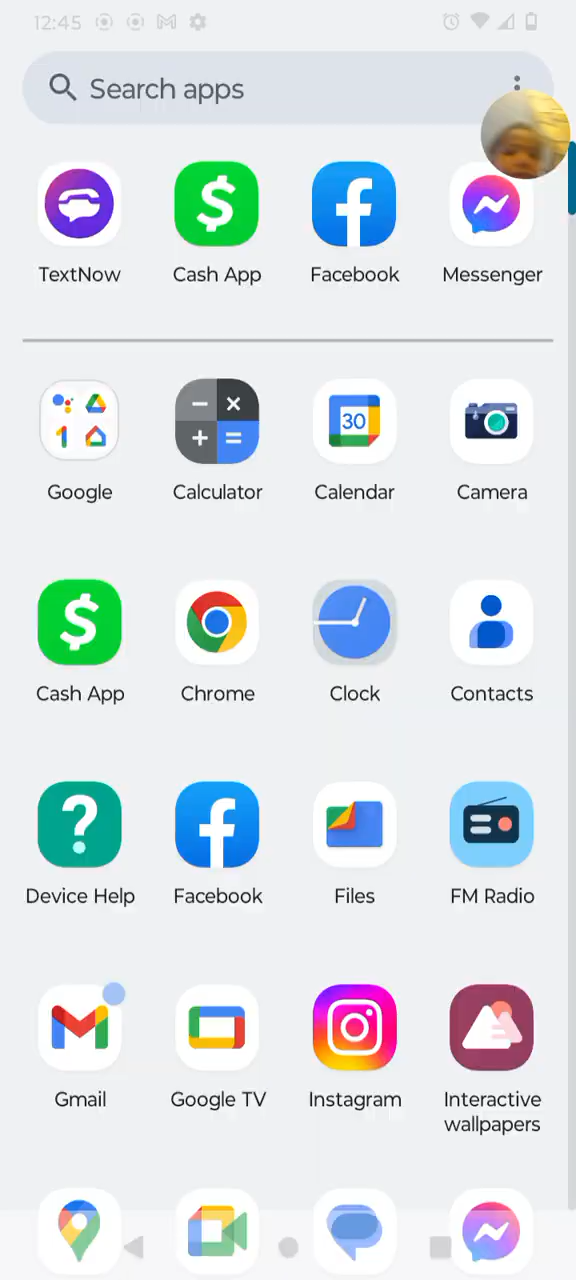 12:45
Search apps
TextNow Cash App Facebook Messenger
30
Google Calculator Calendar Camera
Cash App Chrome Clock Contacts
Device Help Facebook Files FM Radio
Gmail Google TV Instagram Interactive
wallpapers